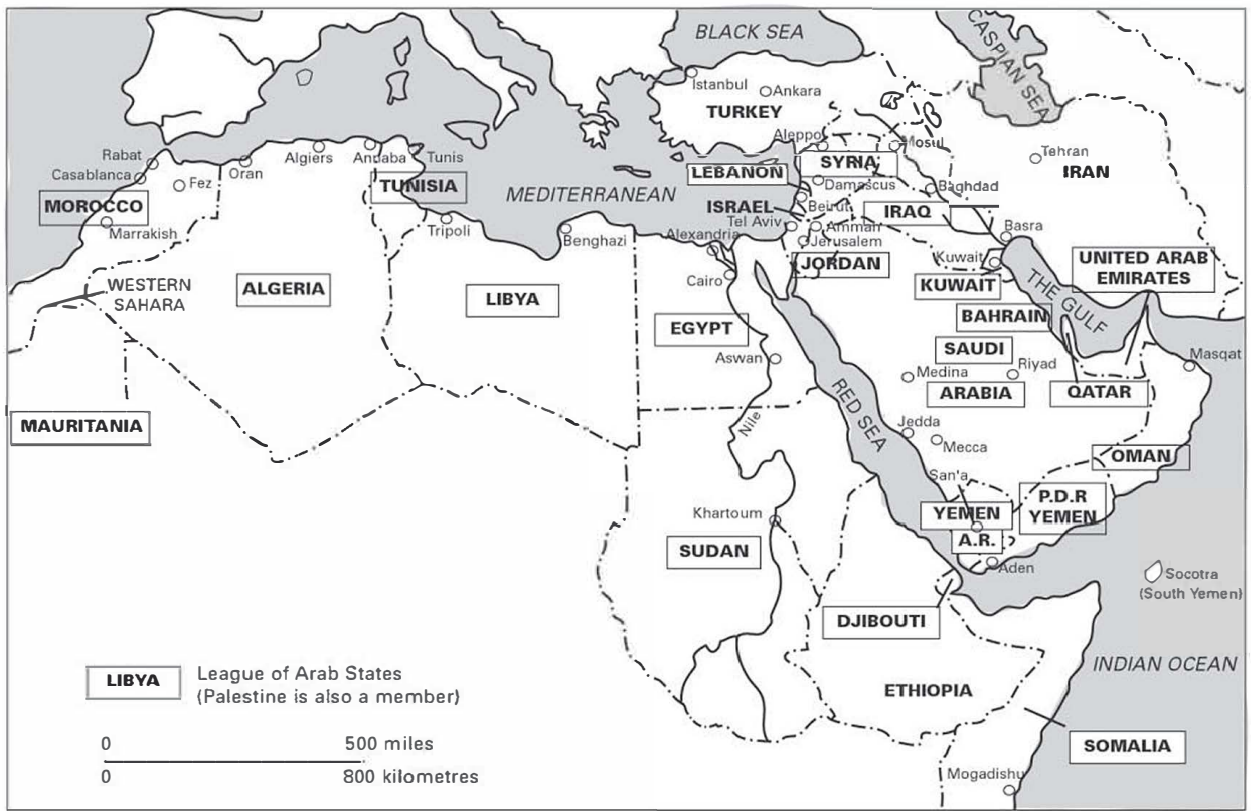 BLACK SEA
CASPIAN SEA
Istanbul
Ankara
TURKEY
Aleppo
Mosul
Tehran
IRAN
Rabat
Casablanca
Fez
Oran
Algiers
Annaba
Tunis
TUNISIA
MEDITERRANEAN
LEBANON
SYRIA
Damascus
Baghdad
MOROCCO
Marrakish
Tripoli
Benghazi
ISRAEL
Beirut
IRAQ
Tel Aviv
Amman
Alexandria
Jerusalem
Basra
Cairo
JORDAN
Kuwait
KUWAIT
UNITED ARAB
EMIRATES
WESTERN
SAHARA
ALGERIA
LIBYA
EGYPT
BAHRAIN
THE GULF
SAUDI
ARABIA
Aswan
Medina
Riyad
QATAR
Masqat
MAURITANIA
Nile
RED SEA
Jedda
Mecca
OMAN
San'a
YEMEN
A.R.
P.D.R
YEMEN
Khartoum
SUDAN
Aden
Socotra
(South Yemen)
DJIBOUTI
INDIAN OCEAN
ETHIOPIA
SOMALIA
Mogadishu
LIBYA
League of Arab States
(Palestine is also a member)
0 500 miles
0 800 kilometres